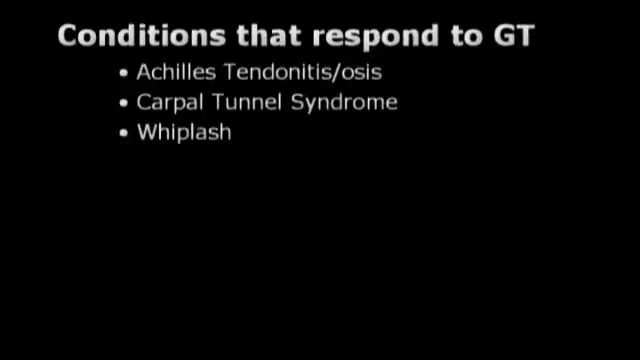 Conditions that respond to GT
• Achilles Tendonitis/osis
• Carpal Tunnel Syndrome
• Whiplash